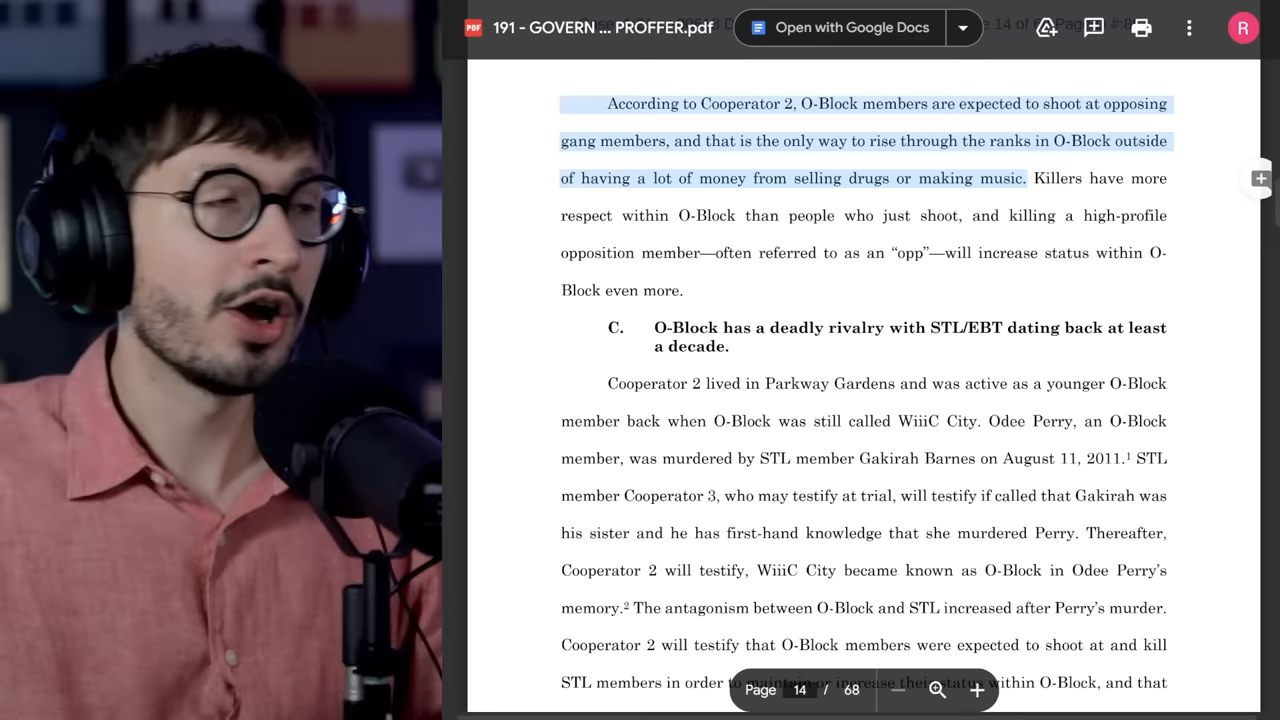 191 - GOVERN ... PROFFER.pdf
Open with Google Docs
R
According to Cooperator 2, O-Block members are expected to shoot at opposing
gang members, and that is the only way to rise through the ranks in O-Block outside
of having a lot of money from selling drugs or making music. Killers have more
respect within O-Block than people who just shoot, and killing a high-profile
opposition member—often referred to as an “opp”—will increase status within O-
Block even more.
C. O-Block has a deadly rivalry with STL/EBT dating back at least
a decade.
Cooperator 2 lived in Parkway Gardens and was active as a younger O-Block
member back when O-Block was still called WiiiC City. Odee Perry, an O-Block
member, was murdered by STL member Gakirah Barnes on August 11, 2011.¹ STL
member Cooperator 3, who may testify at trial, will testify if called that Gakirah was
his sister and he has first-hand knowledge that she murdered Perry. Thereafter,
Cooperator 2 will testify, WiiiC City became known as O-Block in Odee Perry’s
memory.² The antagonism between O-Block and STL increased after Perry’s murder.
Cooperator 2 will testify that O-Block members were expected to shoot at and kill
STL members in order to maintain or increase their status within O-Block, and that
Page 14 / 68